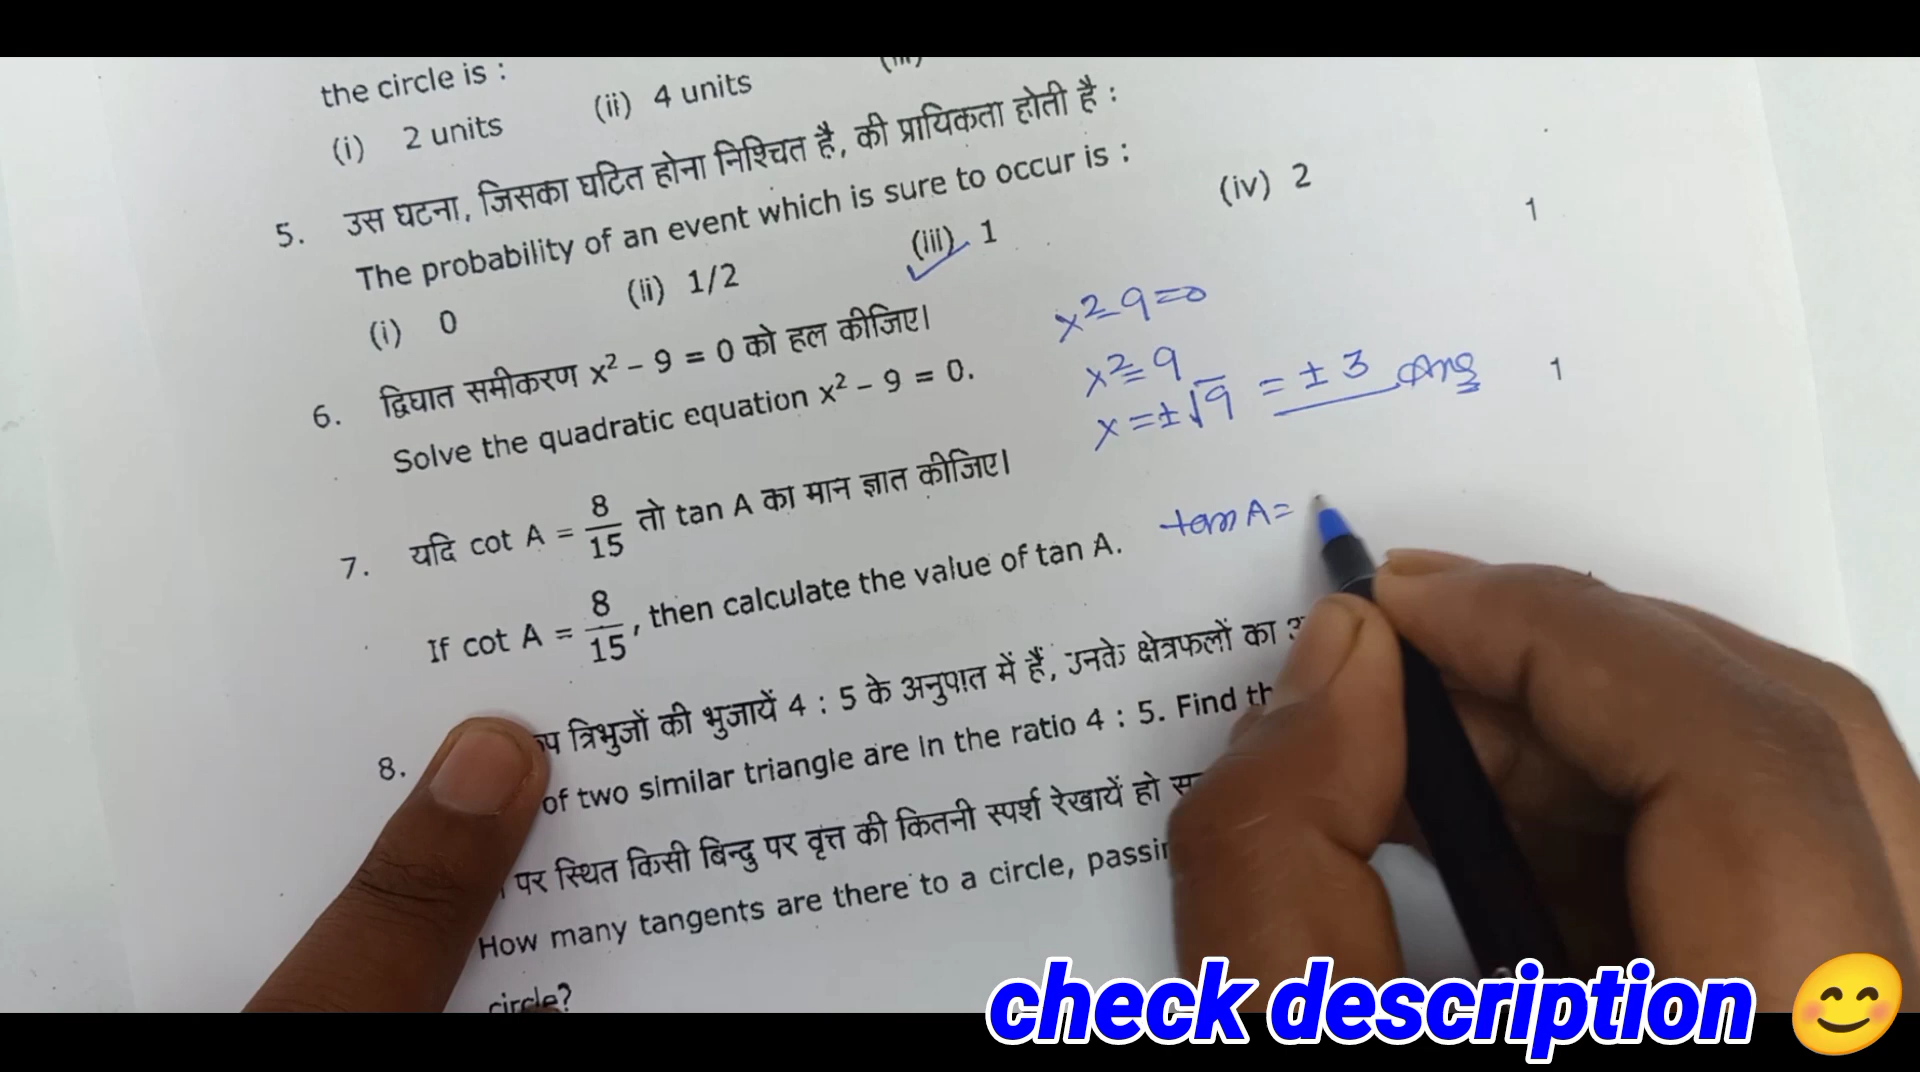 the circle is :
(i) 2 units (ii) 4 units (iii)
5. उस घटना, जिसका घटित होना निश्चित है, की प्रायिकता होती है :
The probability of an event which is sure to occur is :
(i) 0 (ii) 1/2 (iii) 1 (iv) 2
1
6. द्विघात समीकरण x² – 9 = 0 को हल कीजिए।
Solve the quadratic equation x² – 9 = 0.
1
x²-9=0
x²=9
x=±√9 = ±3 Ans
7. यदि cot A = 8/15 तो tan A का मान ज्ञात कीजिए।
If cot A = 8/15, then calculate the value of tan A.
tan A=
8. त्रिभुजों की भुजायें 4 : 5 के अनुपात में हैं, उनके क्षेत्रफलों का
of two similar triangle are in the ratio 4 : 5. Find
पर स्थित किसी बिन्दु पर वृत्त की कितनी स्पर्श रेखायें हो
How many tangents are there to a circle,
circle?
check description 😊